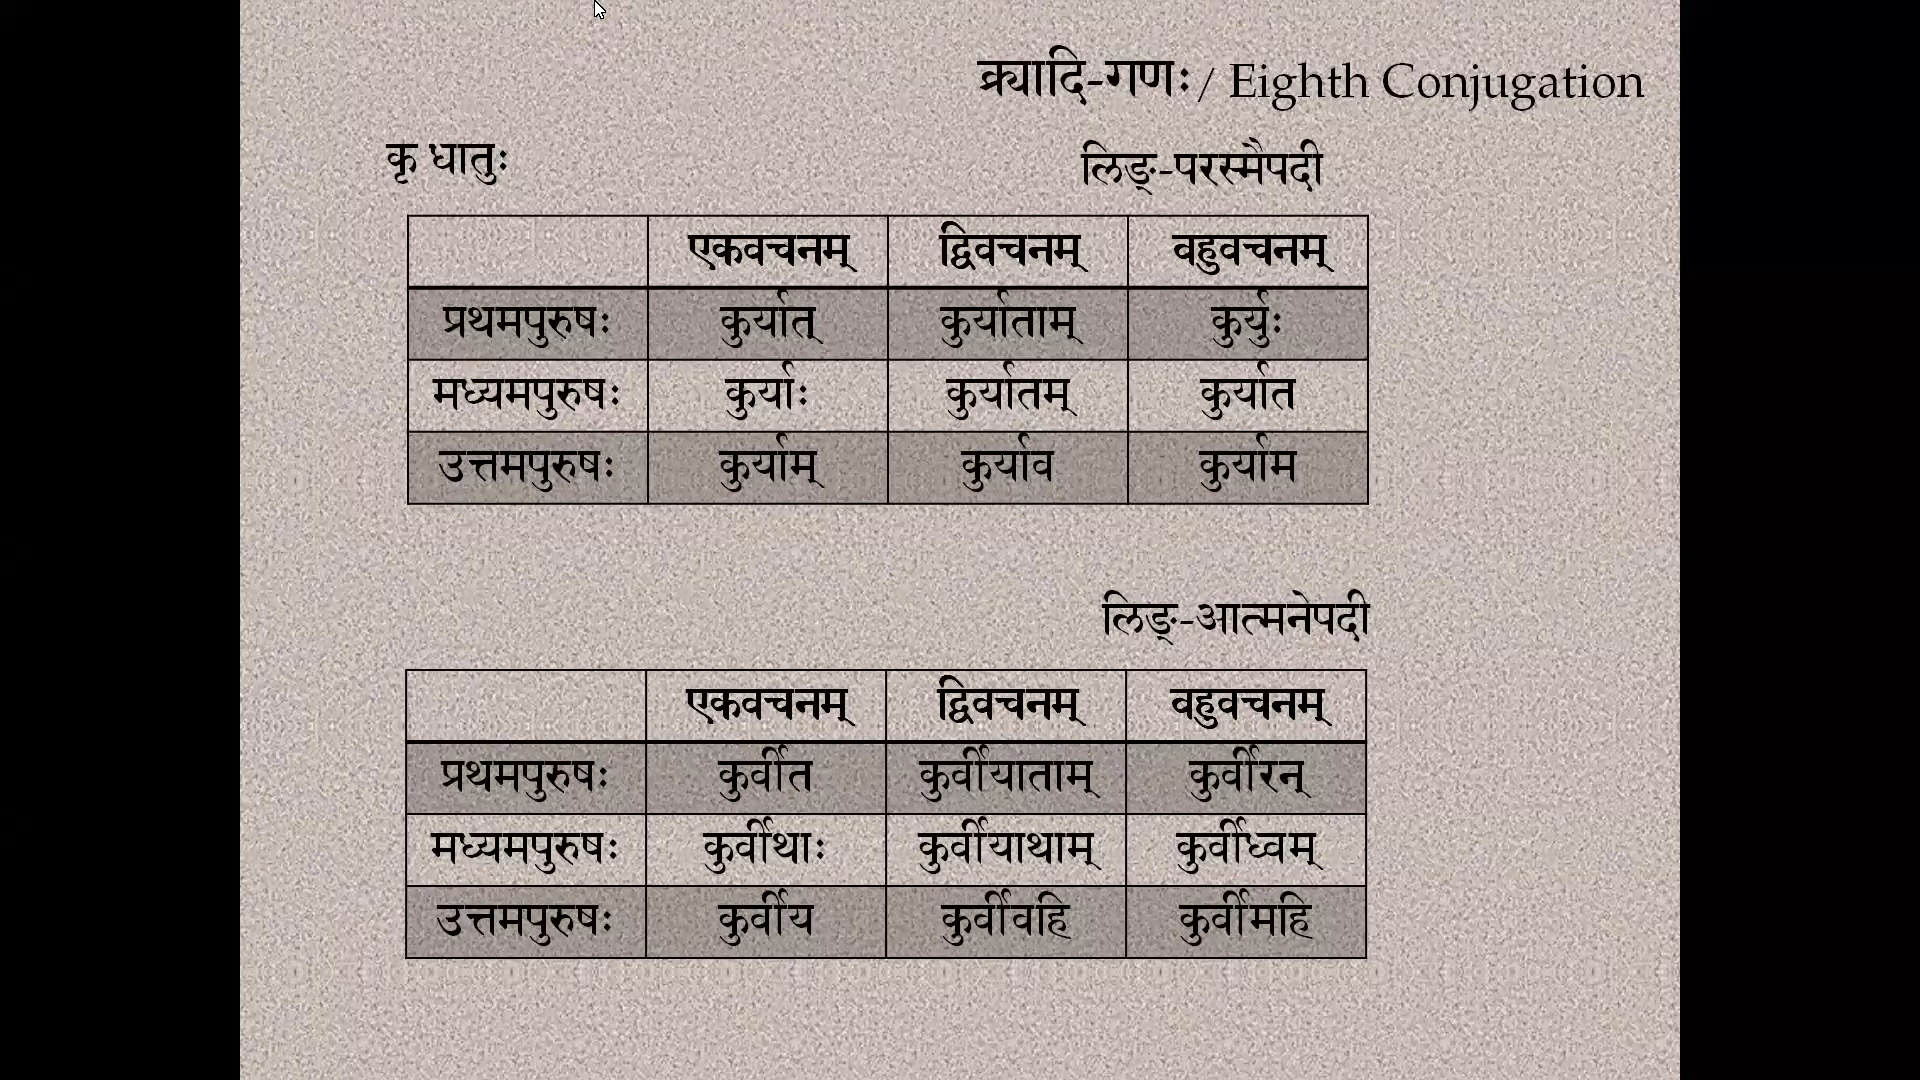 क्र्यादि-गणः / Eighth Conjugation
कृ धातुः
लिङ्-परस्मैपदी
एकवचनम् द्विवचनम् वहुवचनम्
प्रथमपुरुषः कुर्यात् कुर्याताम् कुर्युः
मध्यमपुरुषः कुर्याः कुर्यातम् कुर्यात
उत्तमपुरुषः कुर्याम् कुर्याव कुर्याम
लिङ्-आत्मनेपदी
एकवचनम् द्विवचनम् वहुवचनम्
प्रथमपुरुषः कुर्वीत कुर्वीयाताम् कुर्वीरन्
मध्यमपुरुषः कुर्वीथाः कुर्वीयाथाम् कुर्वीध्वम्
उत्तमपुरुषः कुर्वीय कुर्वीवहि कुर्वीमहि